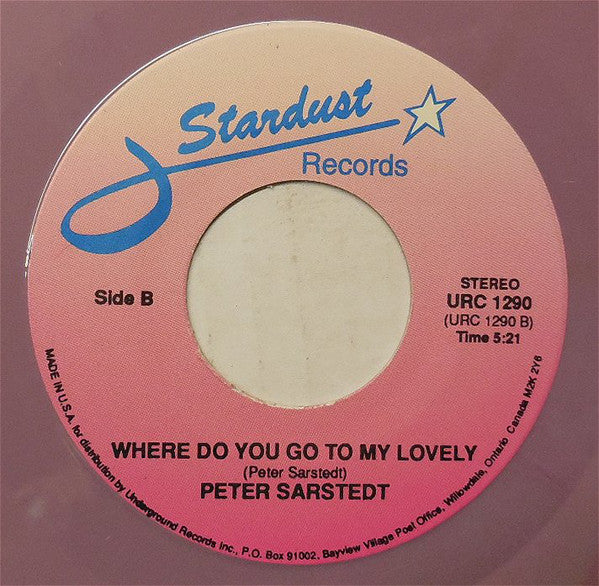 Stardust
Records
Side B
STEREO
URC 1290
(URC 1290 B)
Time 5:21
WHERE DO YOU GO TO MY LOVELY
(Peter Sarstedt)
PETER SARSTEDT
MADE IN U.S.A. for distribution by Underground Records Inc., P.O. Box 91002, Bayview Village Post Office, Willowdale, Ontario Canada M2K 2Y6